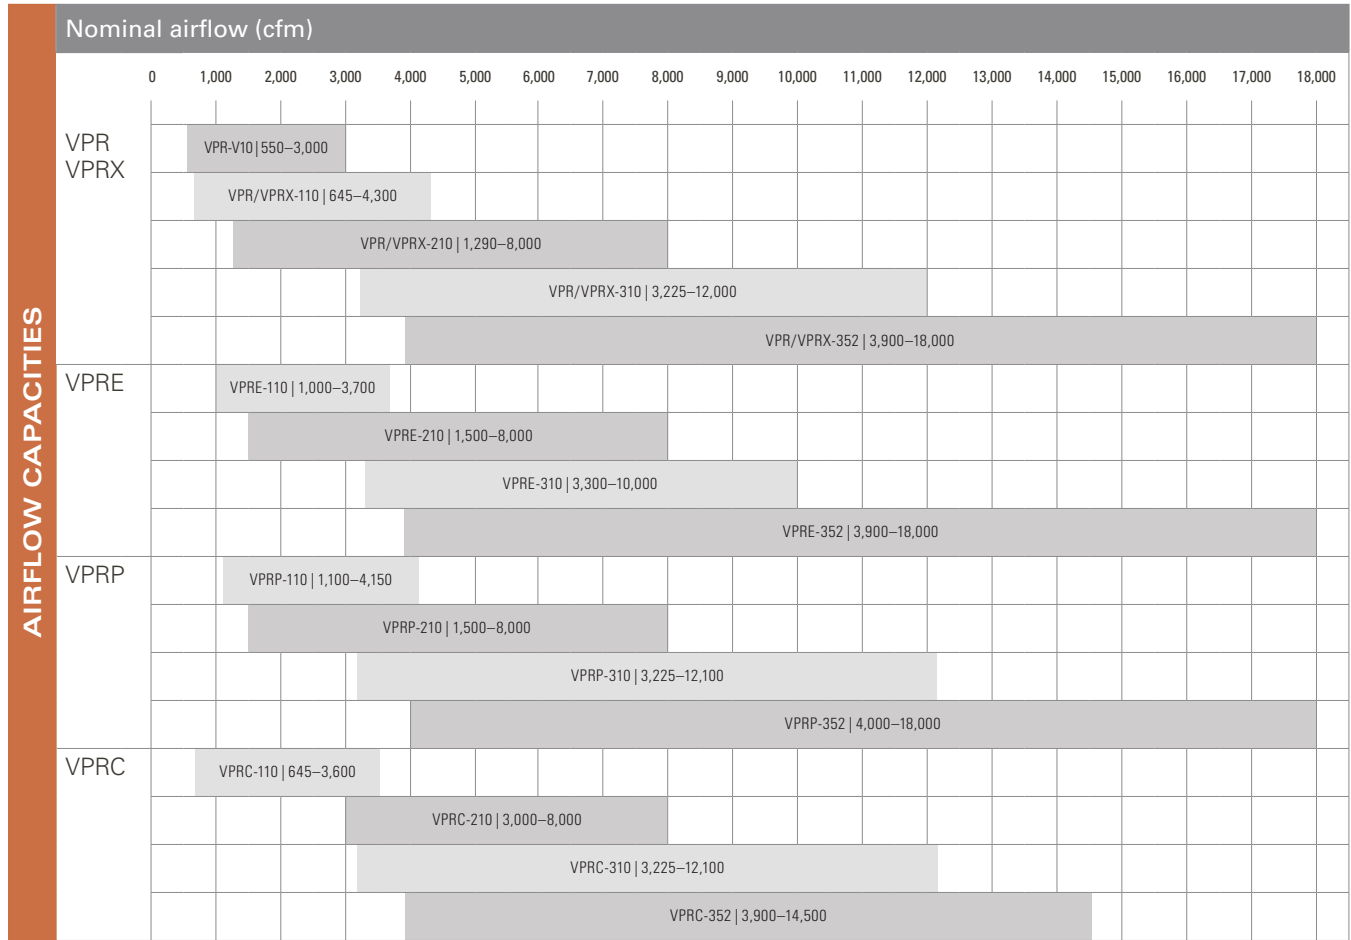 AIRFLOW CAPACITIES
Nominal airflow (cfm)
0 1,000 2,000 3,000 4,000 5,000 6,000 7,000 8,000 9,000 10,000 11,000 12,000 13,000 14,000 15,000 16,000 17,000 18,000
VPR
VPRX
VPR-V10 | 550–3,000
VPR/VPRX-110 | 645–4,300
VPR/VPRX-210 | 1,290–8,000
VPR/VPRX-310 | 3,225–12,000
VPR/VPRX-352 | 3,900–18,000
VPRE
VPRE-110 | 1,000–3,700
VPRE-210 | 1,500–8,000
VPRE-310 | 3,300–10,000
VPRE-352 | 3,900–18,000
VPRP
VPRP-110 | 1,100–4,150
VPRP-210 | 1,500–8,000
VPRP-310 | 3,225–12,100
VPRP-352 | 4,000–18,000
VPRC
VPRC-110 | 645–3,600
VPRC-210 | 3,000–8,000
VPRC-310 | 3,225–12,100
VPRC-352 | 3,900–14,500